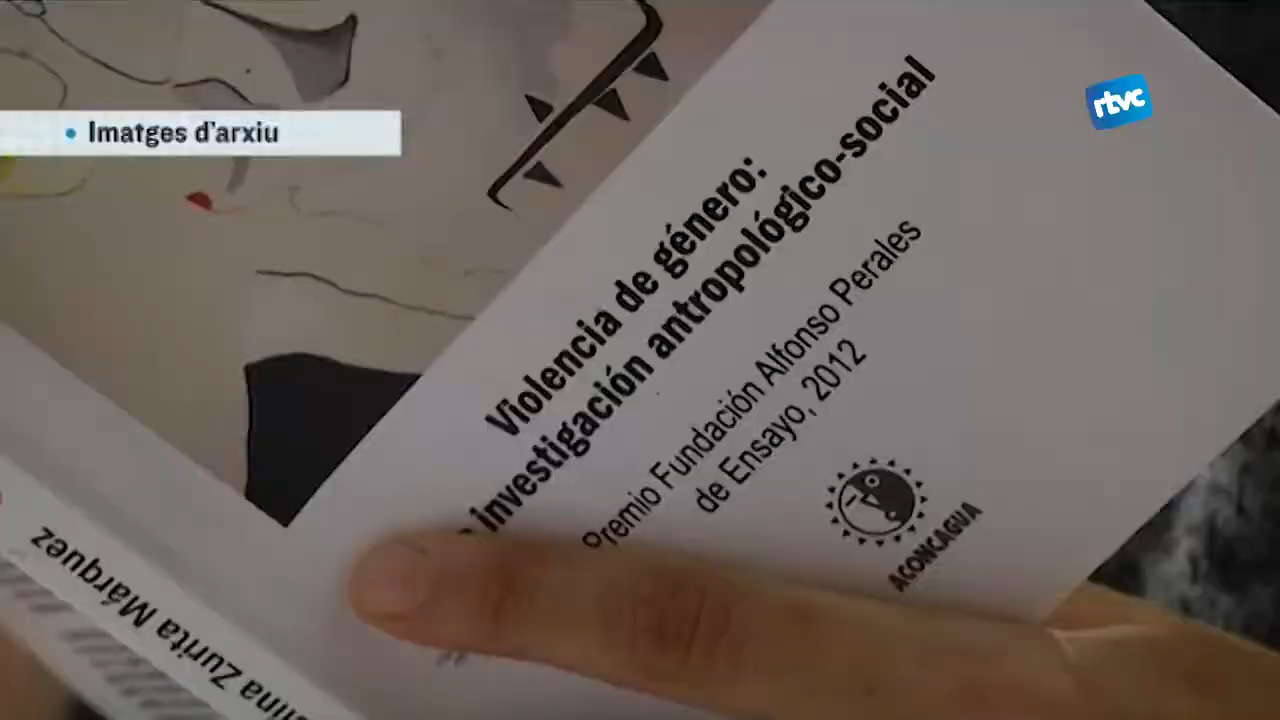 • Imatges d'arxiu
rtvc
Violencia de género:
investigación antropológico-social
Premio Fundación Alfonso Perales
de Ensayo, 2012
ACONCAGUA
Zurita Márquez